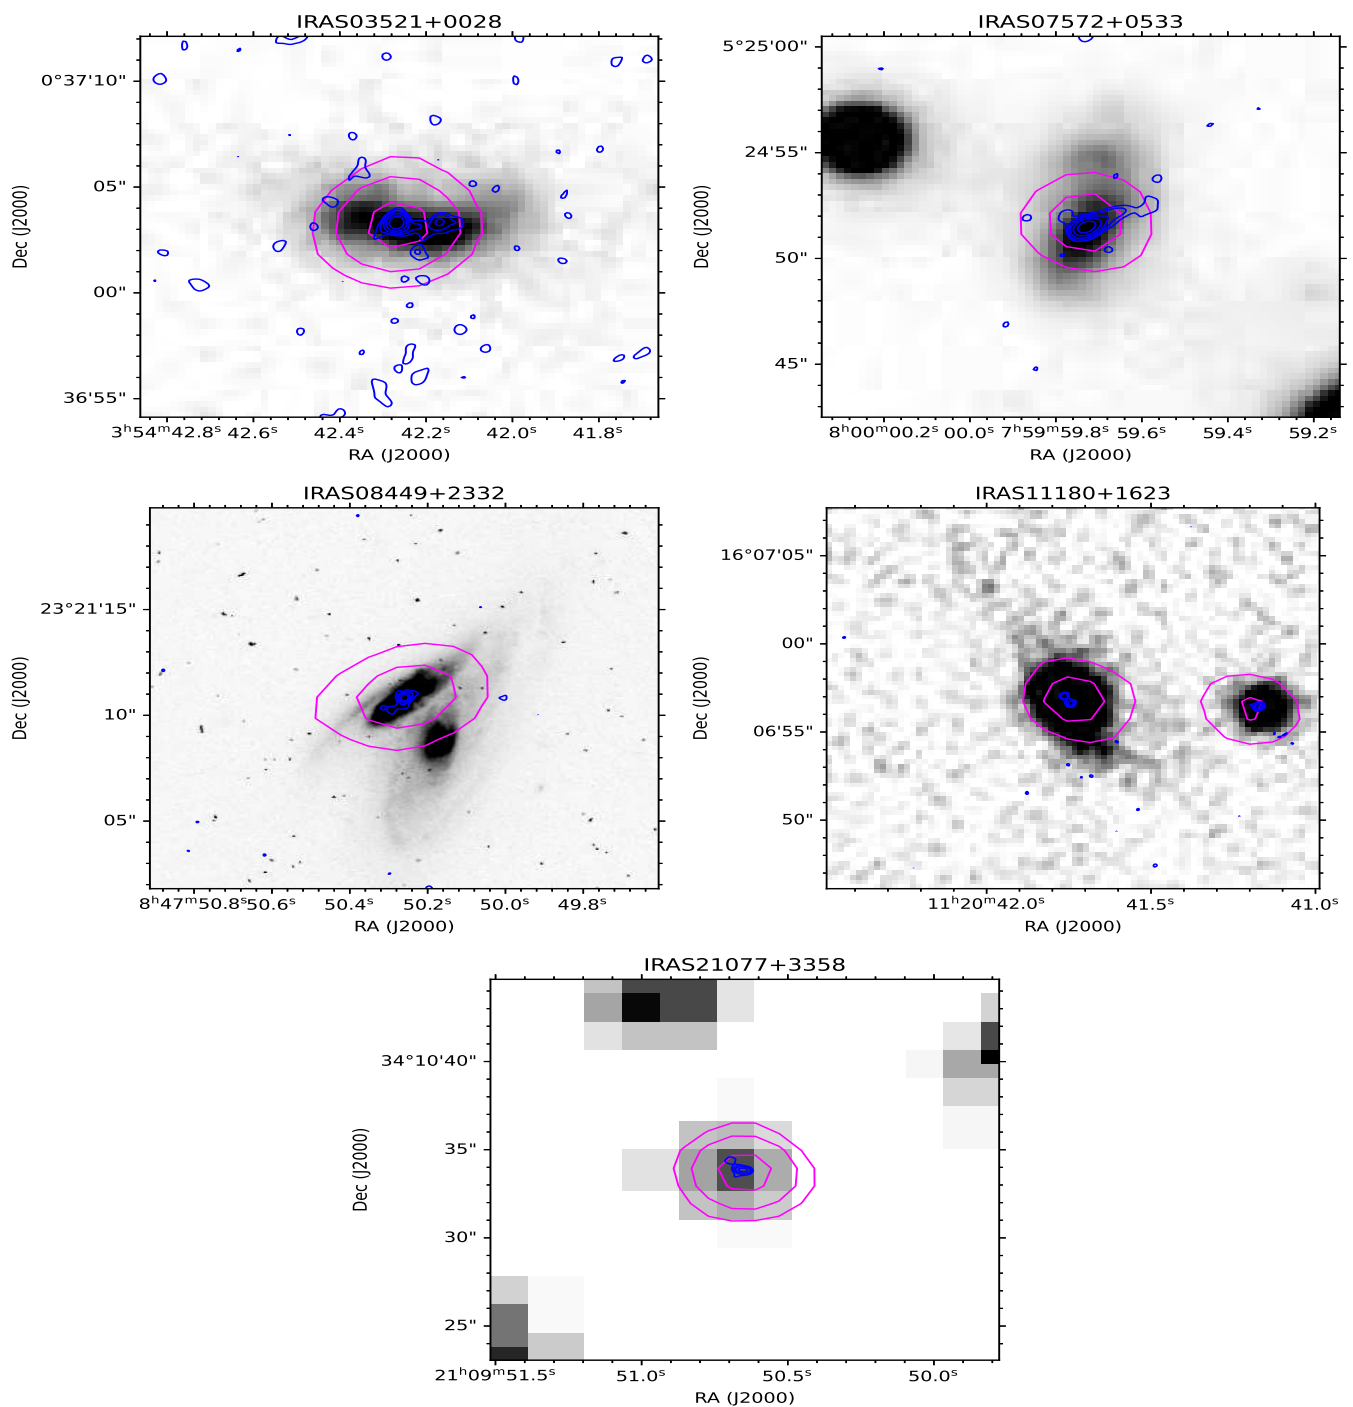 IRAS03521+0028
0°37'10"
05"
00"
36'55"
Dec (J2000)
3ʰ54ᵐ42.8ˢ 42.6ˢ 42.4ˢ 42.2ˢ 42.0ˢ 41.8ˢ
RA (J2000)
IRAS07572+0533
5°25'00"
24'55"
50"
45"
Dec (J2000)
8ʰ00ᵐ00.2ˢ 00.0ˢ 7ʰ59ᵐ59.8ˢ 59.6ˢ 59.4ˢ 59.2ˢ
RA (J2000)
IRAS08449+2332
23°21'15"
10"
05"
Dec (J2000)
8ʰ47ᵐ50.8ˢ 50.6ˢ 50.4ˢ 50.2ˢ 50.0ˢ 49.8ˢ
RA (J2000)
IRAS11180+1623
16°07'05"
00"
06'55"
50"
Dec (J2000)
11ʰ20ᵐ42.0ˢ 41.5ˢ 41.0ˢ
RA (J2000)
IRAS21077+3358
34°10'40"
35"
30"
25"
Dec (J2000)
21ʰ09ᵐ51.5ˢ 51.0ˢ 50.5ˢ 50.0ˢ
RA (J2000)